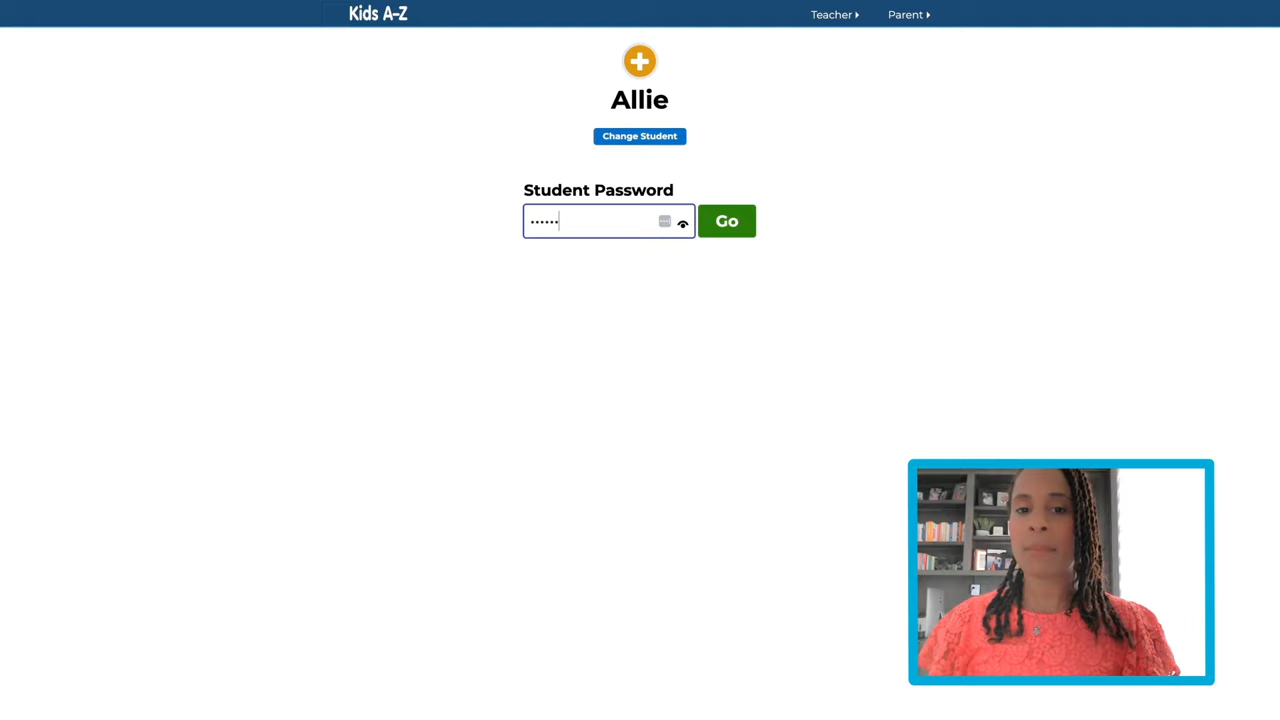 Kids A-Z
Teacher
Parent
Allie
Change Student
Student Password
••••••
Go